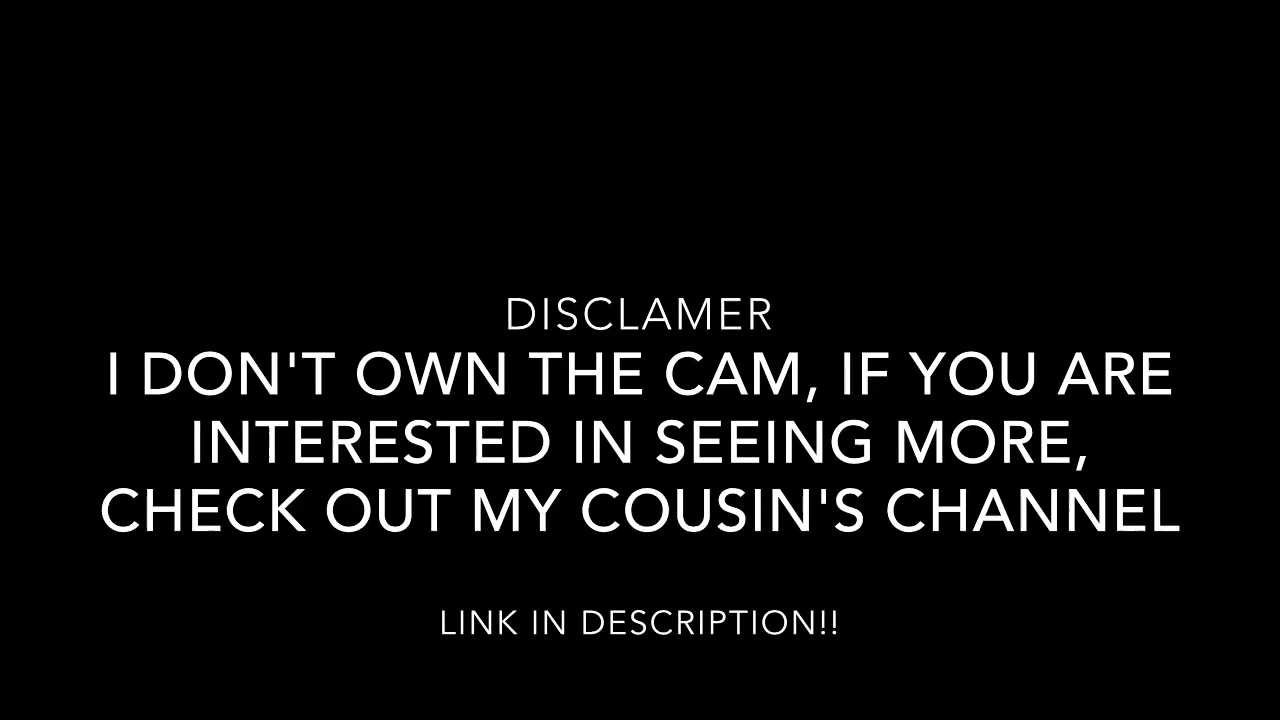 DISCLAMER
I DON'T OWN THE CAM, IF YOU ARE
INTERESTED IN SEEING MORE,
CHECK OUT MY COUSIN'S CHANNEL
LINK IN DESCRIPTION!!